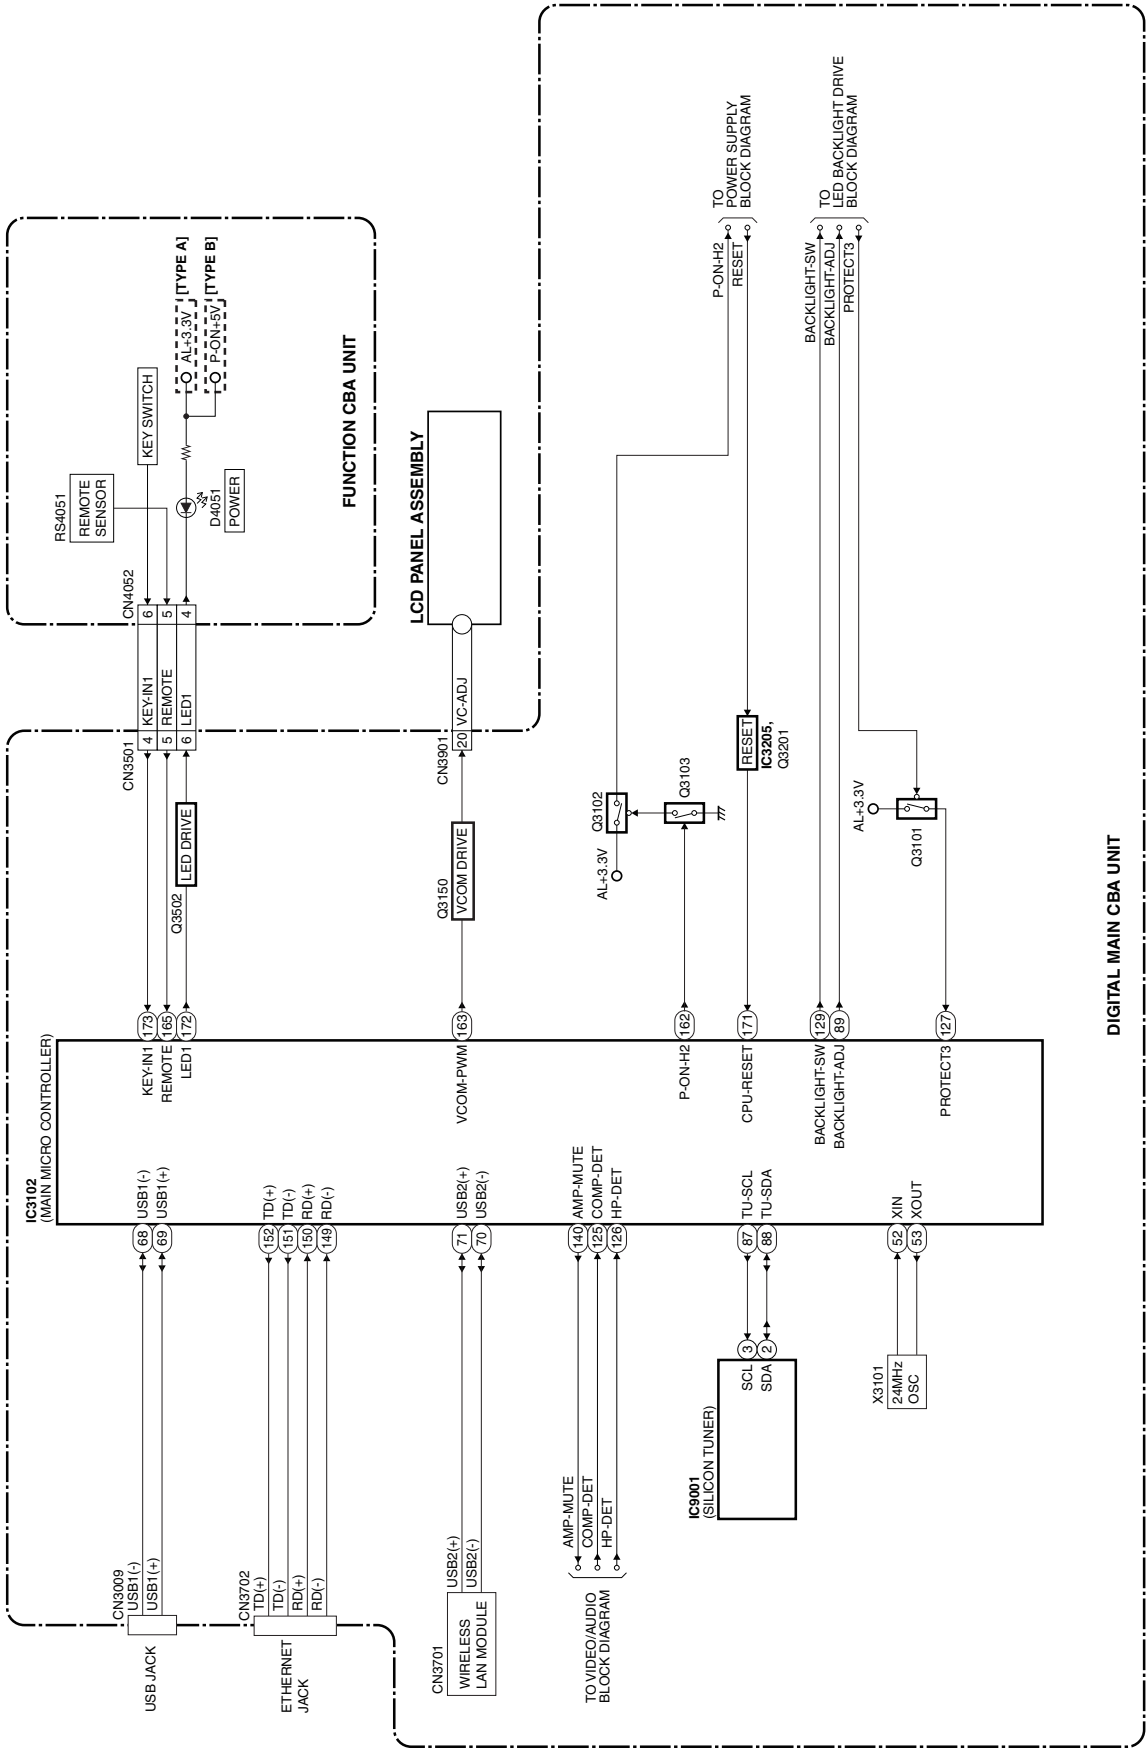 IC3102
(MAIN MICRO CONTROLLER)
CN3009
USB JACK
USB1(-)
USB1(+)
68
69
USB1(-)
USB1(+)
CN3702
ETHERNET
JACK
TD(+)
TD(-)
RD(+)
RD(-)
152
151
150
149
TD(+)
TD(-)
RD(+)
RD(-)
CN3701
WIRELESS
LAN MODULE
USB2(+)
USB2(-)
71
70
USB2(+)
USB2(-)
TO VIDEO/AUDIO
BLOCK DIAGRAM
AMP-MUTE
COMP-DET
HP-DET
140
125
126
AMP-MUTE
COMP-DET
HP-DET
IC9001
(SILICON TUNER)
SCL
SDA
3
2
87
88
TU-SCL
TU-SDA
X3101
24MHz
OSC
52
53
XIN
XOUT
KEY-IN1
REMOTE
LED1
173
165
172
Q3502
LED DRIVE
CN3501
4
5
6
KEY-IN1
REMOTE
LED1
CN4052
6
5
4
RS4051
REMOTE
SENSOR
KEY SWITCH
D4051
POWER
AL+3.3V
[TYPE A]
P-ON+5V
[TYPE B]
FUNCTION CBA UNIT
VCOM-PWM
163
Q3150
VCOM DRIVE
CN3901
20
VC-ADJ
LCD PANEL ASSEMBLY
P-ON-H2
162
AL+3.3V
Q3102
Q3103
P-ON-H2
RESET
TO
POWER SUPPLY
BLOCK DIAGRAM
CPU-RESET
171
RESET
IC3205,
Q3201
BACKLIGHT-SW
BACKLIGHT-ADJ
129
89
BACKLIGHT-SW
BACKLIGHT-ADJ
PROTECT3
TO
LED BACKLIGHT DRIVE
BLOCK DIAGRAM
PROTECT3
127
AL+3.3V
Q3101
DIGITAL MAIN CBA UNIT